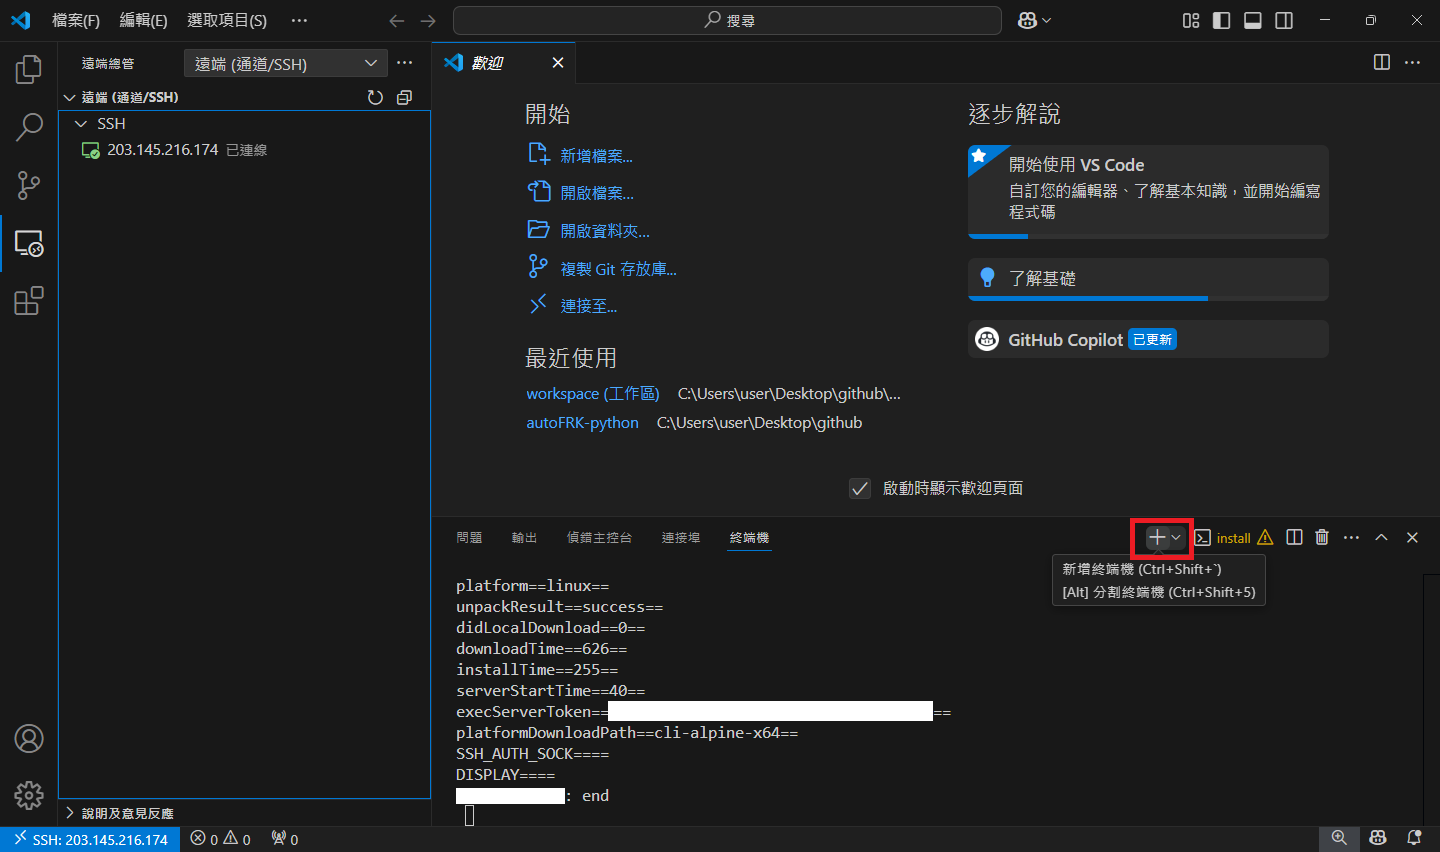 檔案(F) 編輯(E) 選取項目(S) ···
搜尋
遠端總管
遠端 (通道/SSH)
遠端 (通道/SSH)
SSH
203.145.216.174 已連線
說明及意見反應
歡迎
開始
新增檔案...
開啟檔案...
開啟資料夾...
複製 Git 存放庫...
連接至...
最近使用
workspace (工作區) C:\Users\user\Desktop\github\...
autoFRK-python C:\Users\user\Desktop\github
逐步解說
開始使用 VS Code
自訂您的編輯器、了解基本知識，並開始編寫
程式碼
了解基礎
GitHub Copilot 已更新
啟動時顯示歡迎頁面
問題 輸出 偵錯主控台 連接埠 終端機
install
新增終端機 (Ctrl+Shift+`)
[Alt] 分割終端機 (Ctrl+Shift+5)
platform==linux==
unpackResult==success==
didLocalDownload==0==
downloadTime==626==
installTime==255==
serverStartTime==40==
execServerToken== ==
platformDownloadPath==cli-alpine-x64==
SSH_AUTH_SOCK====
DISPLAY====
: end
SSH: 203.145.216.174 0 0 0